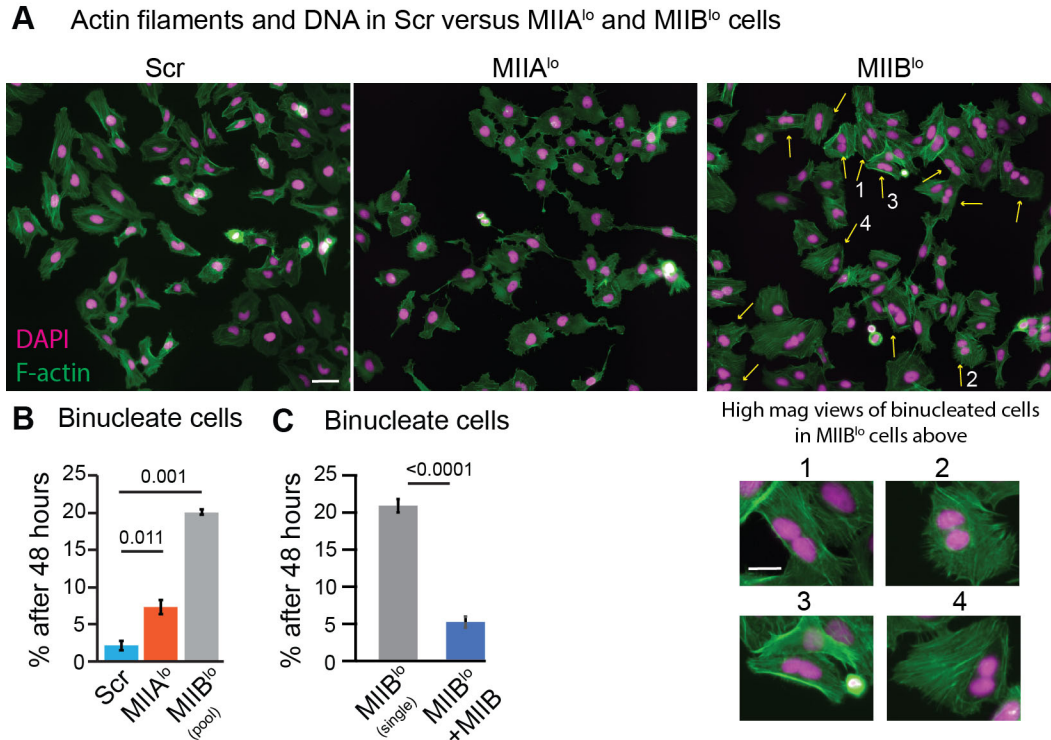 A Actin filaments and DNA in Scr versus MIIAlo and MIIBlo cells
Scr
MIIAlo
MIIBlo
DAPI
F-actin
1
3
4
2
B Binucleate cells
% after 48 hours
25
20
15
10
5
0
0.001
0.011
Scr
MIIAlo
MIIBlo
(pool)
C Binucleate cells
% after 48 hours
25
20
15
10
5
0
<0.0001
MIIBlo
(single)
MIIBlo
+MIIB
High mag views of binucleated cells
in MIIBlo cells above
1
2
3
4